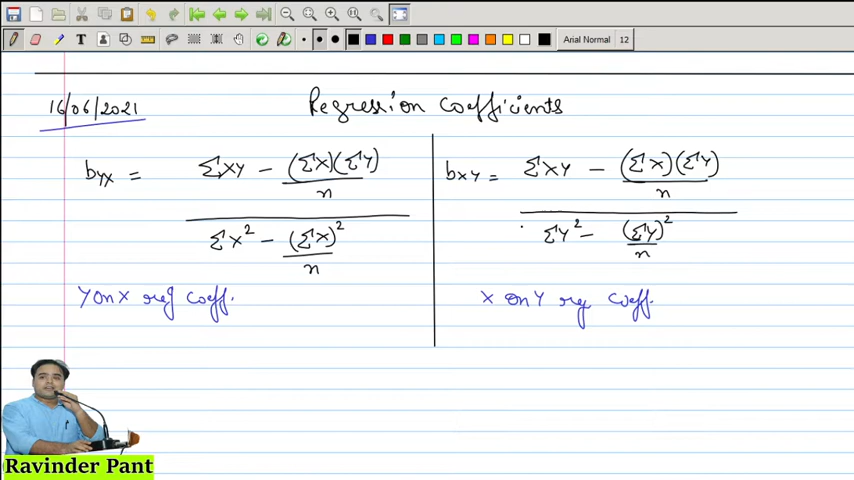 Arial Normal 12
16/06/2021 Regression Coefficients
bYX = ΣXY - (ΣX)(ΣY)/n
ΣX² - (ΣX)²/n
Y on X reg coeff.
bXY = ΣXY - (ΣX)(ΣY)/n
ΣY² - (ΣY)²/n
X on Y reg coeff.
Ravinder Pant